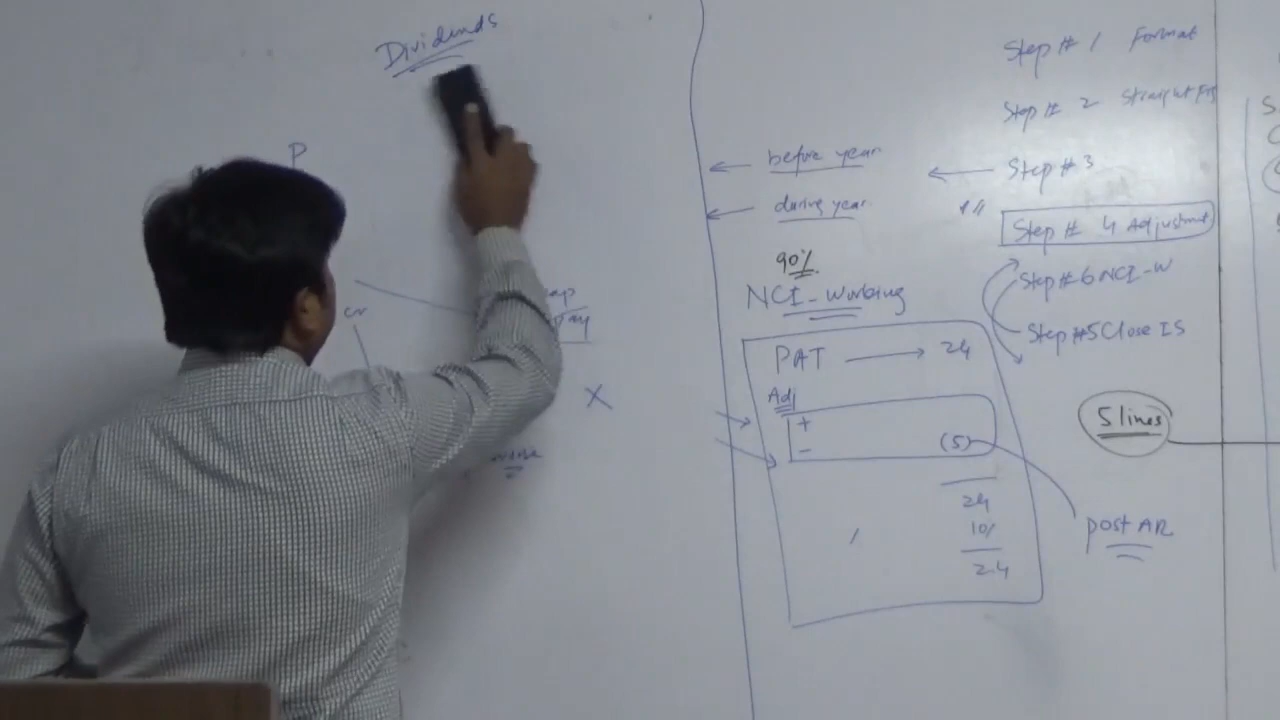 Dividends
P
cr
X
before year
during year
90%
NCI - Working
PAT → 24
Adj
+
- (5)
24
10%
2.4
Step # 1 Format
Step # 2 Straight
Step # 3
Step # 4 Adjustment
Step # 6 NCI - W
Step # 5 Close IS
5 lines
post AR